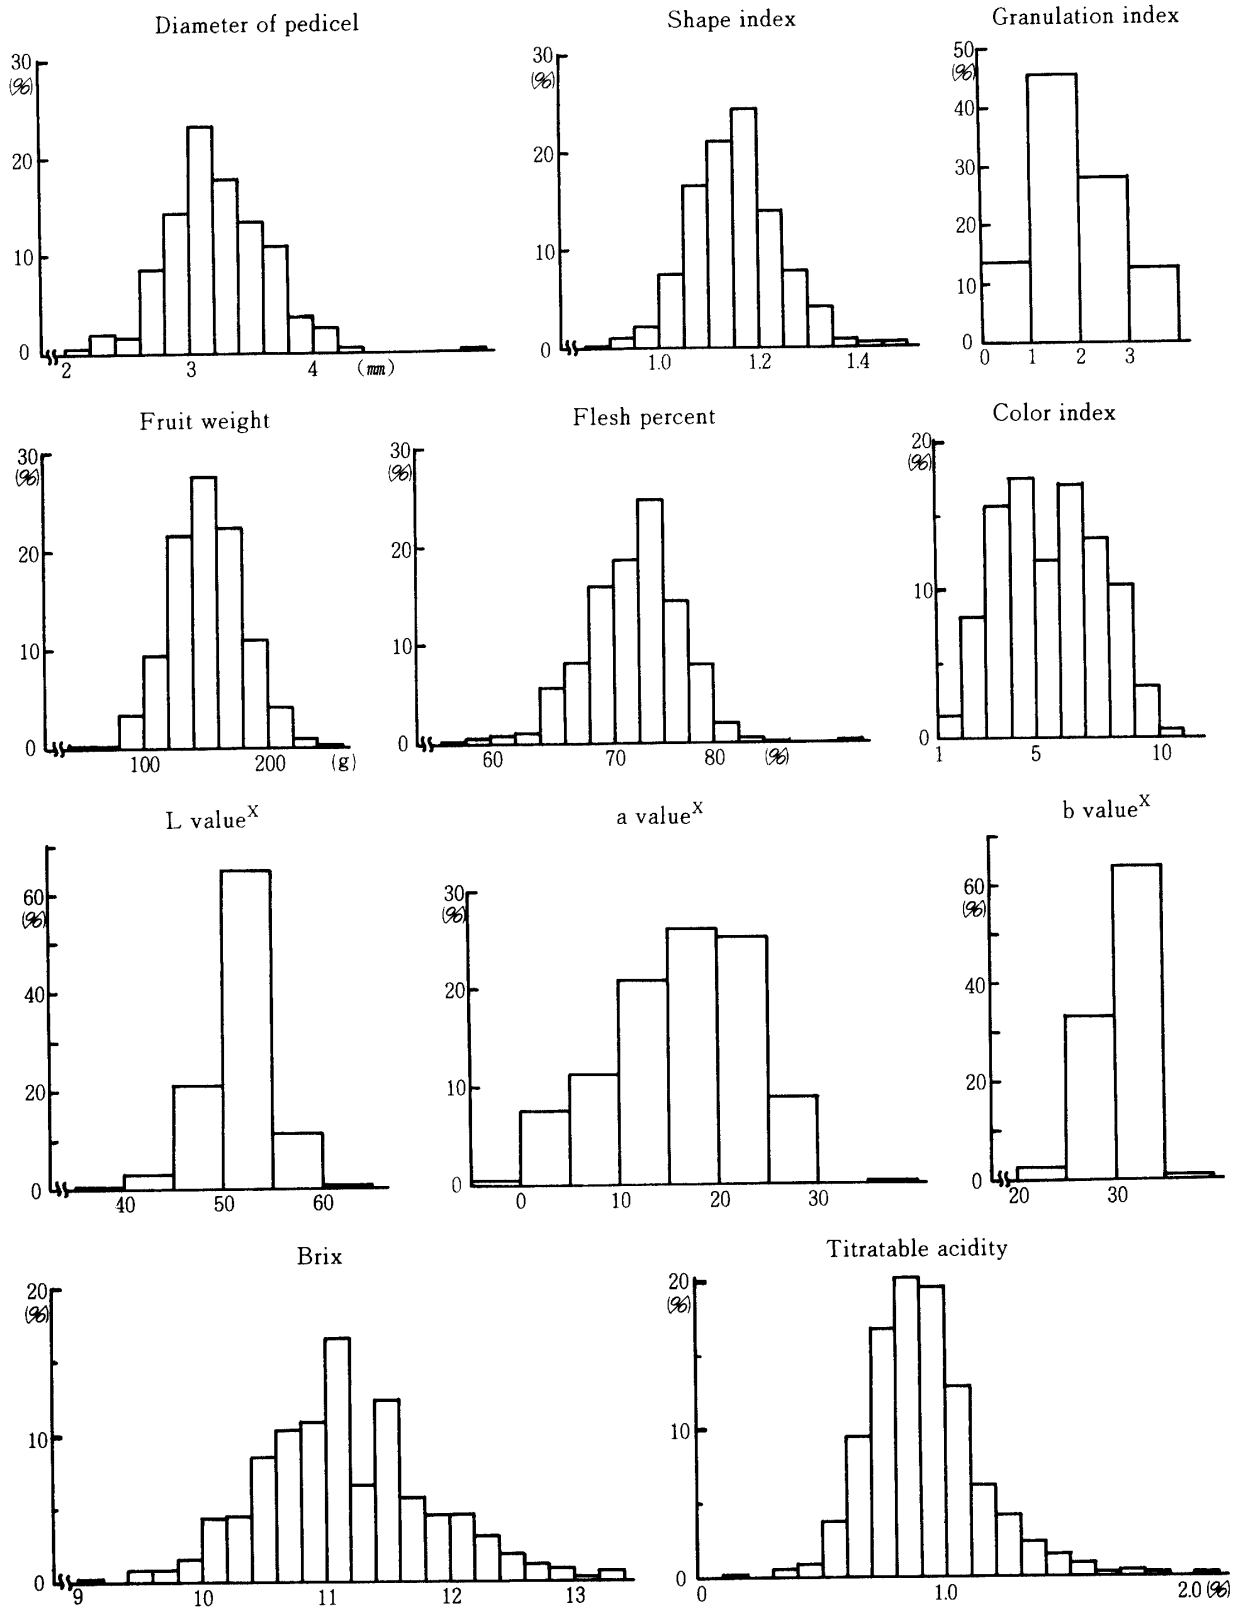 Diameter of pedicel
30
(%)
20
10
0
2 3 4 (mm)
Shape index
30
(%)
20
10
0
1.0 1.2 1.4
Granulation index
50
(%)
40
30
20
10
0
0 1 2 3
Fruit weight
30
(%)
20
10
0
100 200 (g)
Flesh percent
30
(%)
20
10
0
60 70 80 (%)
Color index
20
(%)
10
0
1 5 10
L valueX
60
(%)
40
20
0
40 50 60
a valueX
30
(%)
20
10
0
0 10 20 30
b valueX
60
(%)
40
20
0
20 30
Brix
20
(%)
10
0
9 10 11 12 13
Titratable acidity
20
(%)
10
0
0 1.0 2.0 (%)